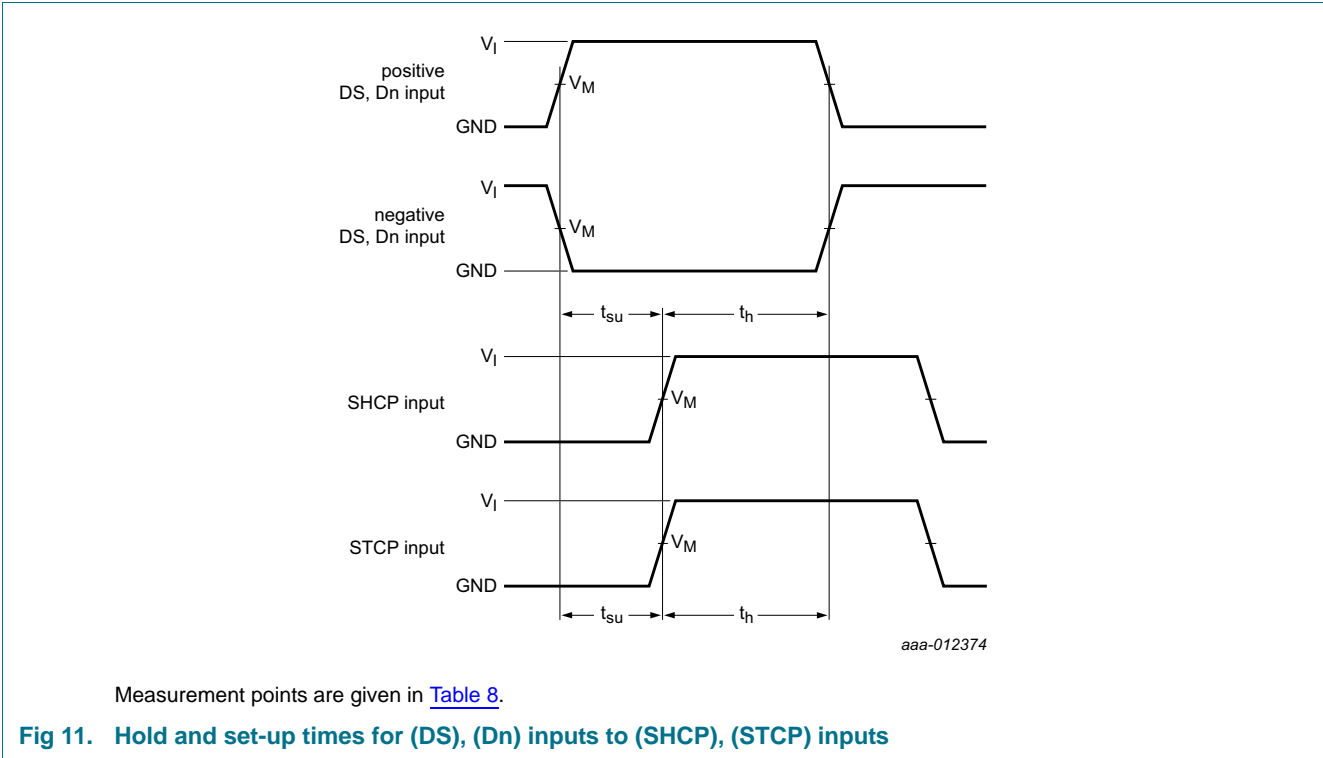 V_I
positive
DS, Dn input
V_M
GND
V_I
negative
DS, Dn input
V_M
GND
t_su
t_h
V_I
SHCP input
V_M
GND
V_I
STCP input
V_M
GND
t_su
t_h
aaa-012374
Measurement points are given in Table 8.
Fig 11. Hold and set-up times for (DS), (Dn) inputs to (SHCP), (STCP) inputs